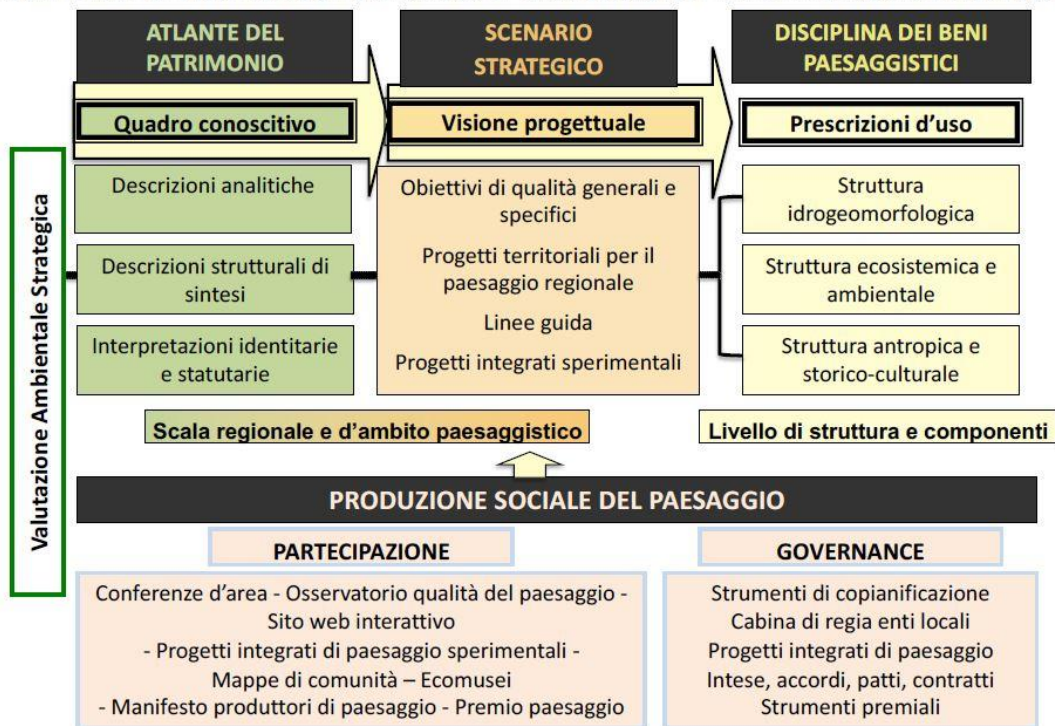 ATLANTE DEL
PATRIMONIO
SCENARIO
STRATEGICO
DISCIPLINA DEI BENI
PAESAGGISTICI
Quadro conoscitivo
Visione progettuale
Prescrizioni d'uso
Valutazione Ambientale Strategica
Descrizioni analitiche
Descrizioni strutturali di
sintesi
Interpretazioni identitarie
e statutarie
Obiettivi di qualità generali e
specifici
Progetti territoriali per il
paesaggio regionale
Linee guida
Progetti integrati sperimentali
Struttura
idrogeomorfologica
Struttura ecosistemica e
ambientale
Struttura antropica e
storico-culturale
Scala regionale e d'ambito paesaggistico
Livello di struttura e componenti
PRODUZIONE SOCIALE DEL PAESAGGIO
PARTECIPAZIONE
Conferenze d'area - Osservatorio qualità del paesaggio -
Sito web interattivo
- Progetti integrati di paesaggio sperimentali -
Mappe di comunità – Ecomusei
- Manifesto produttori di paesaggio - Premio paesaggio
GOVERNANCE
Strumenti di copianificazione
Cabina di regia enti locali
Progetti integrati di paesaggio
Intese, accordi, patti, contratti
Strumenti premiali